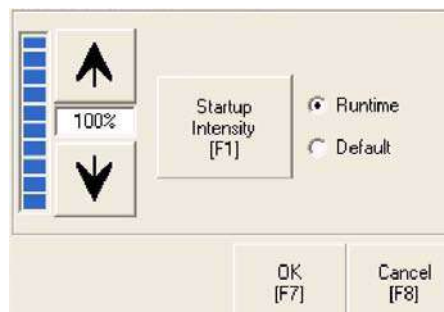 100%
Startup
Intensity
[F1]
Runtime
Default
OK
[F7]
Cancel
[F8]